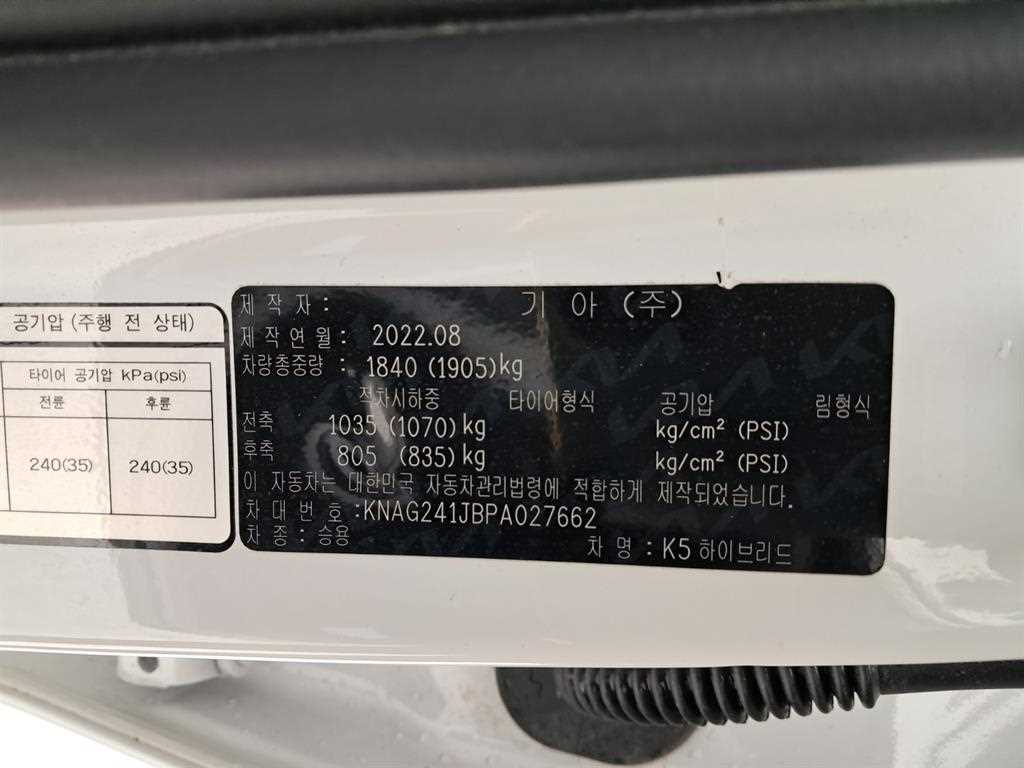 공기압 (주행 전 상태)
타이어 공기압 kPa(psi)
전륜 후륜
240(35) 240(35)
제 작 자 : 기 아 (주)
제 작 연 월 : 2022.08
차량총중량 : 1840 (1905)kg
적차시하중 타이어형식 공기압 림형식
전축 1035 (1070) kg kg/cm² (PSI)
후축 805 (835)kg kg/cm² (PSI)
이 자동차는 대한민국 자동차관리법령에 적합하게 제작되었습니다.
차 대 번 호 :KNAG241JBPA027662
차 종 : 승용 차 명 : K5 하이브리드